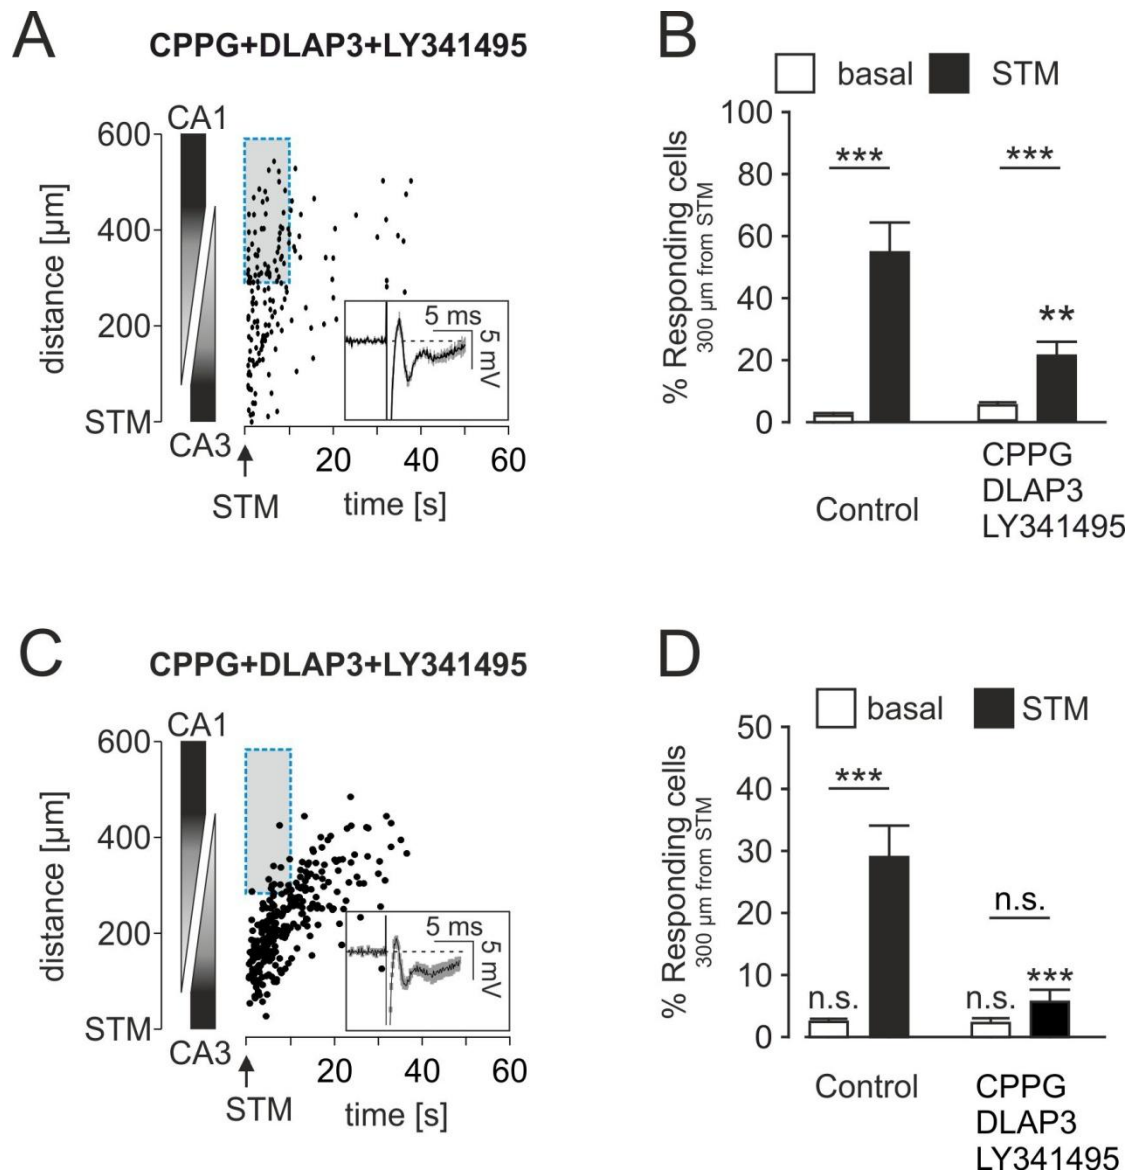 A
CPPG+DLAP3+LY341495
CA1
600
400
200
STM
distance [µm]
CA3
5 ms
5 mV
20
40
60
STM
time [s]
B
basal
STM
100
80
60
40
20
0
% Responding cells
300 µm from STM
***
***
**
Control
CPPG
DLAP3
LY341495
C
CPPG+DLAP3+LY341495
CA1
600
400
200
STM
distance [µm]
CA3
5 ms
5 mV
20
40
60
STM
time [s]
D
basal
STM
50
40
30
20
10
0
% Responding cells
300 µm from STM
***
n.s.
n.s.
n.s.
***
Control
CPPG
DLAP3
LY341495